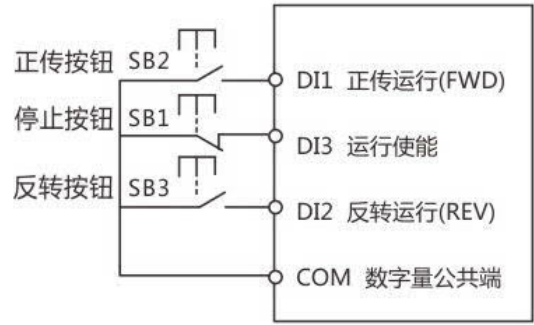 正传按钮 SB2
DI1 正传运行(FWD)
停止按钮 SB1
DI3 运行使能
反转按钮 SB3
DI2 反转运行(REV)
COM 数字量公共端